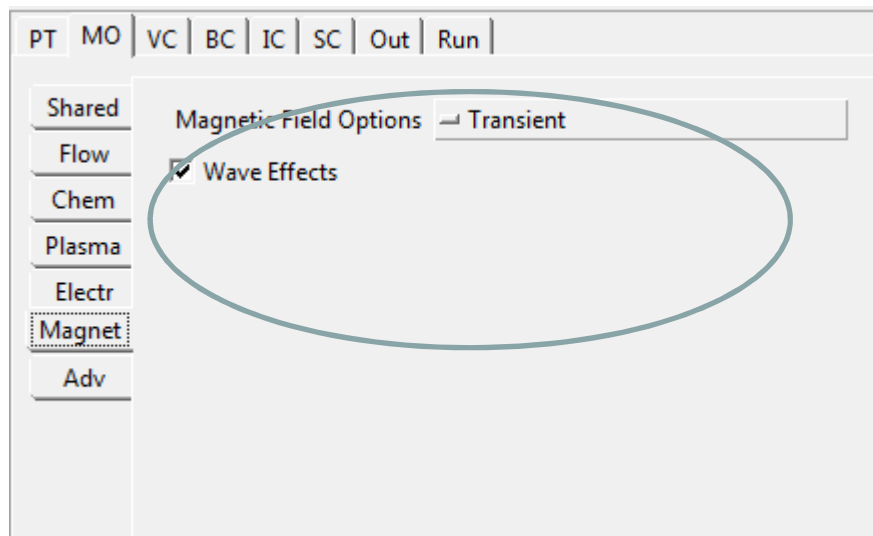 PT MO VC BC IC SC Out Run
Shared
Magnetic Field Options Transient
Flow
Wave Effects
Chem
Plasma
Electr
Magnet
Adv